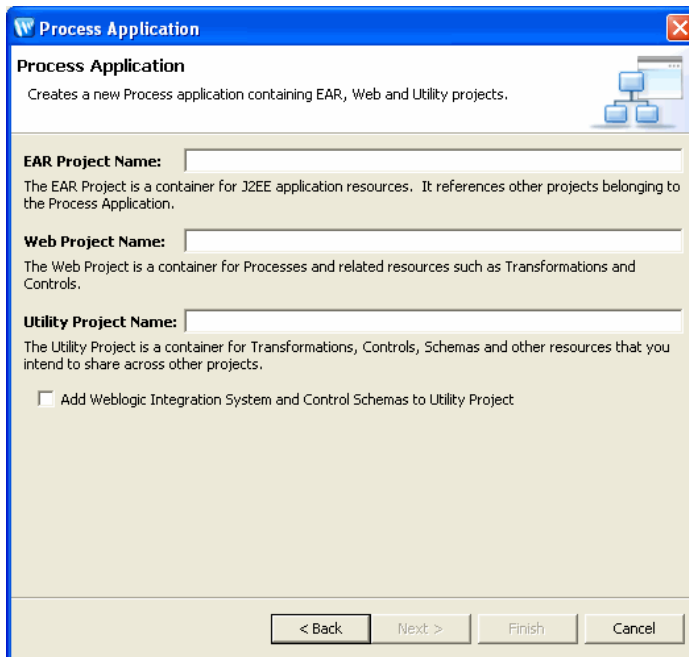 Process Application
Process Application
Creates a new Process application containing EAR, Web and Utility projects.
EAR Project Name:
The EAR Project is a container for J2EE application resources. It references other projects belonging to
the Process Application.
Web Project Name:
The Web Project is a container for Processes and related resources such as Transformations and
Controls.
Utility Project Name:
The Utility Project is a container for Transformations, Controls, Schemas and other resources that you
intend to share across other projects.
Add Weblogic Integration System and Control Schemas to Utility Project
< Back Next > Finish Cancel